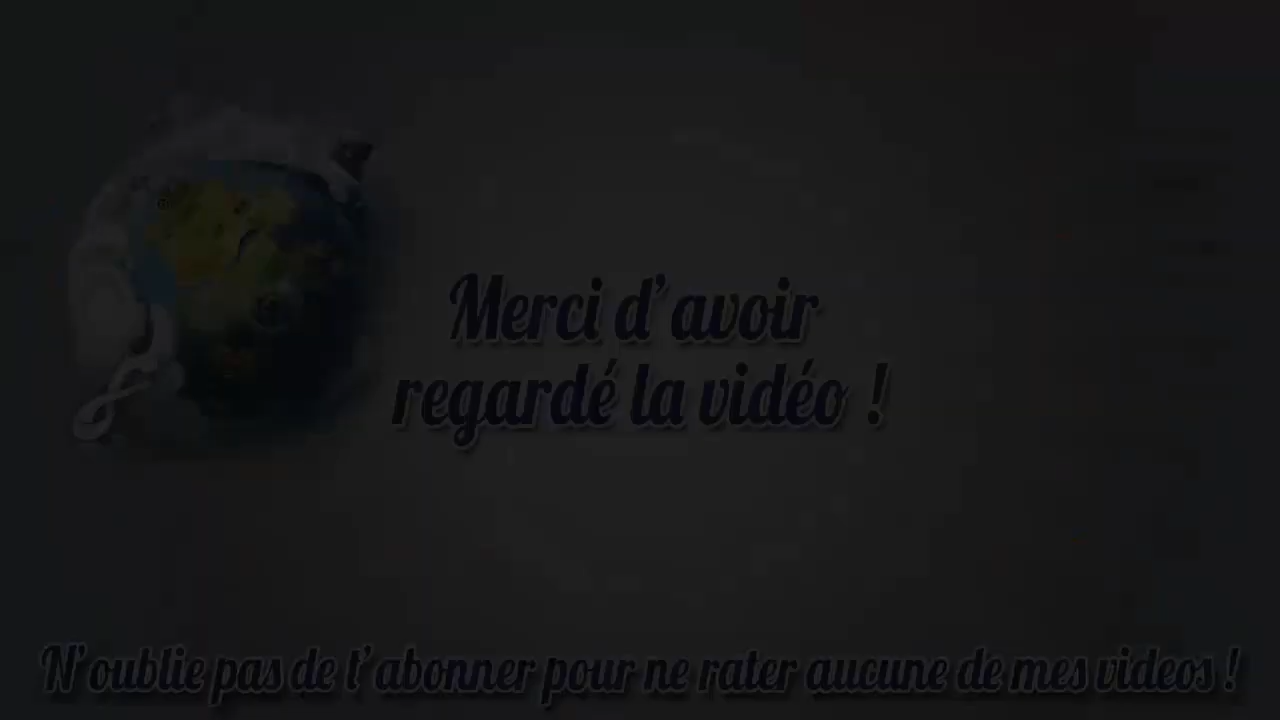 Merci d'avoir
regardé la vidéo !
N'oublie pas de t'abonner pour ne rater aucune de mes videos !